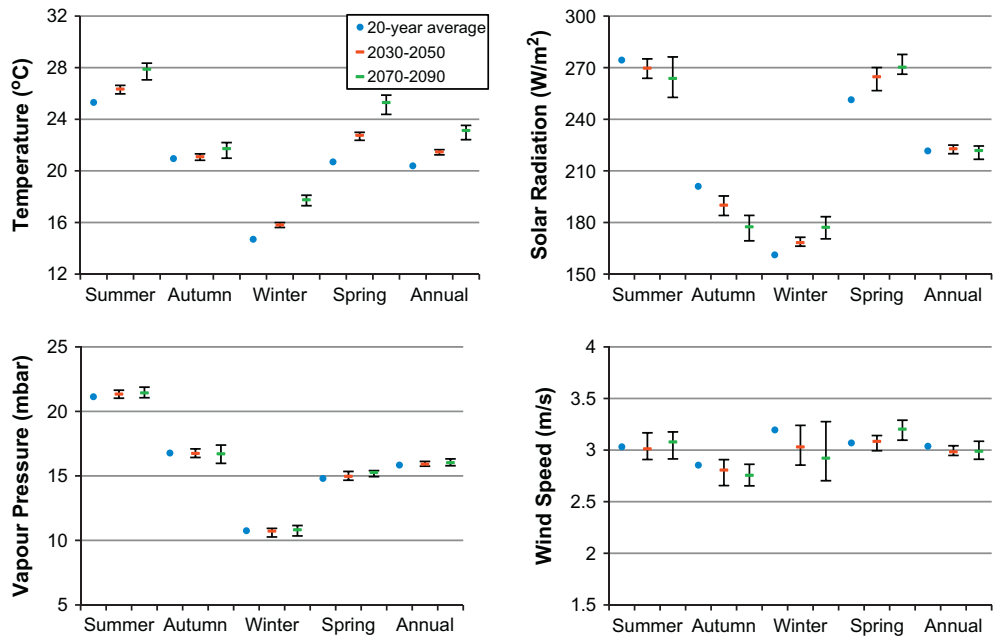 Temperature (°C)
32
28
24
20
16
12
20-year average
2030-2050
2070-2090
Summer Autumn Winter Spring Annual
Solar Radiation (W/m²)
300
270
240
210
180
150
Summer Autumn Winter Spring Annual
Vapour Pressure (mbar)
25
20
15
10
5
Summer Autumn Winter Spring Annual
Wind Speed (m/s)
4
3.5
3
2.5
2
1.5
Summer Autumn Winter Spring Annual